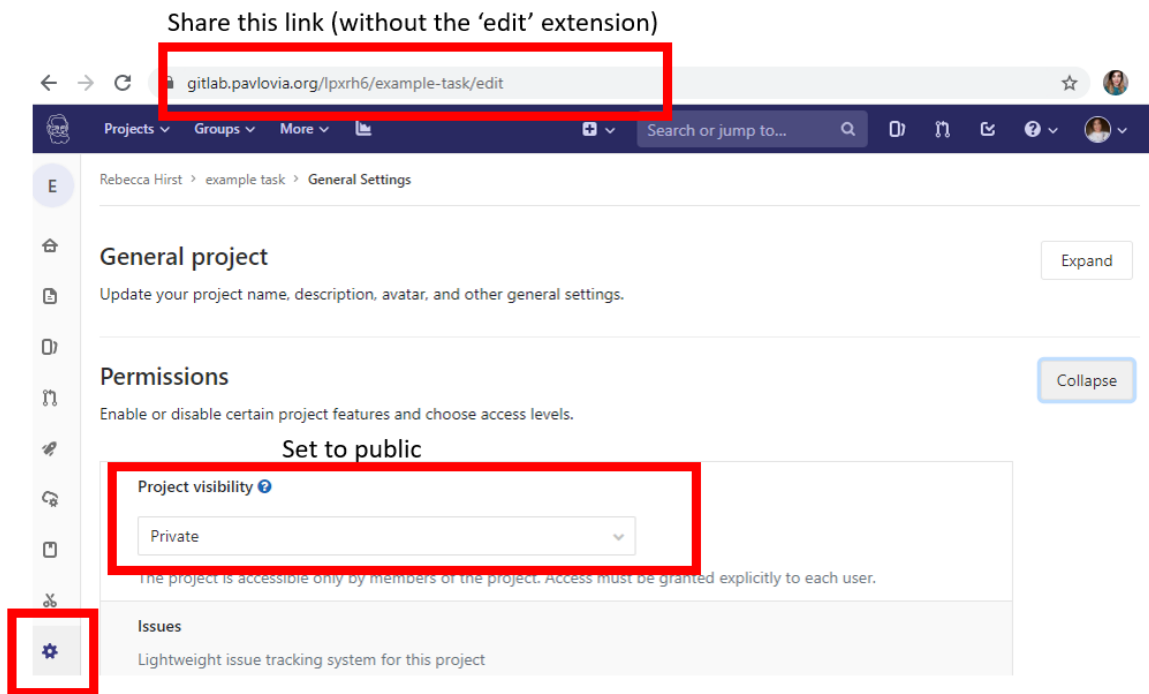 Share this link (without the ‘edit’ extension)
gitlab.pavlovia.org/lpxrh6/example-task/edit
Projects Groups More Search or jump to...
E
Rebecca Hirst > example task > General Settings
General project
Expand
Update your project name, description, avatar, and other general settings.
Permissions
Collapse
Enable or disable certain project features and choose access levels.
Set to public
Project visibility
Private
The project is accessible only by members of the project. Access must be granted explicitly to each user.
Issues
Lightweight issue tracking system for this project